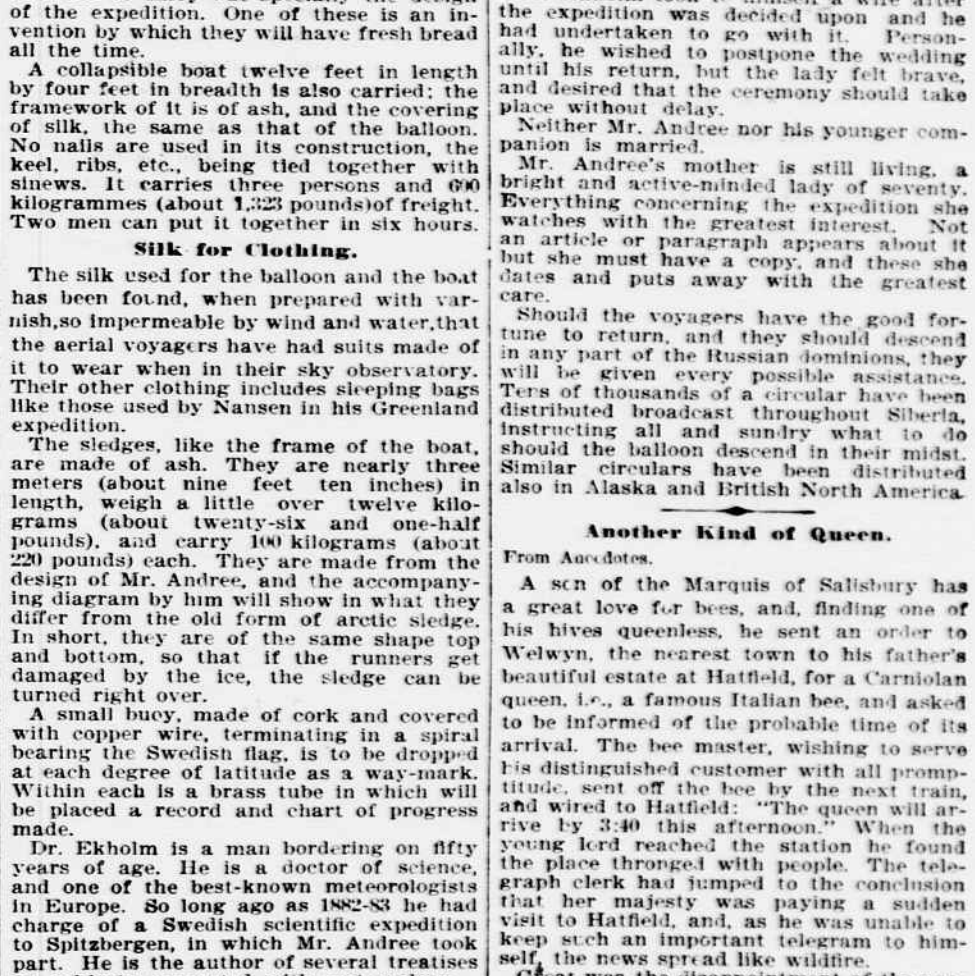 of the expedition. One of these is an in-
vention by which they will have fresh bread
all the time.
A collapsible boat twelve feet in length
by four feet in breadth is also carried; the
framework of it is of ash, and the covering
of silk, the same as that of the balloon.
No nails are used in its construction, the
keel, ribs, etc., being tied together with
sinews. It carries three persons and 600
kilogrammes (about 1,323 pounds)of freight.
Two men can put it together in six hours.
Silk for Clothing.
The silk used for the balloon and the boat
has been found, when prepared with var-
nish,so impermeable by wind and water,that
the aerial voyagers have had suits made of
it to wear when in their sky observatory.
Their other clothing includes sleeping bags
like those used by Nansen in his Greenland
expedition.
The sledges, like the frame of the boat,
are made of ash. They are nearly three
meters (about nine feet ten inches) in
length, weigh a little over twelve kilo-
grams (about twenty-six and one-half
pounds), and carry 100 kilograms (about
220 pounds) each. They are made from the
design of Mr. Andree, and the accompany-
ing diagram by him will show in what they
differ from the old form of arctic sledge.
In short, they are of the same shape top
and bottom, so that if the runners get
damaged by the ice, the sledge can be
turned right over.
A small buoy, made of cork and covered
with copper wire, terminating in a spiral
bearing the Swedish flag, is to be dropped
at each degree of latitude as a way-mark.
Within each is a brass tube in which will
be placed a record and chart of progress
made.
Dr. Ekholm is a man bordering on fifty
years of age. He is a doctor of science,
and one of the best-known meteorologists
in Europe. So long ago as 1882-83 he had
charge of a Swedish scientific expedition
to Spitzbergen, in which Mr. Andree took
part. He is the author of several treatises
the expedition was decided upon and he
had undertaken to go with it. Person-
ally, he wished to postpone the wedding
until his return, but the lady felt brave,
and desired that the ceremony should take
place without delay.
Neither Mr. Andree nor his younger com-
panion is married.
Mr. Andree's mother is still living, a
bright and active-minded lady of seventy.
Everything concerning the expedition she
watches with the greatest interest. Not
an article or paragraph appears about it
but she must have a copy, and these she
dates and puts away with the greatest
care.
Should the voyagers have the good for-
tune to return, and they should descend
in any part of the Russian dominions, they
will be given every possible assistance.
Ters of thousands of a circular have been
distributed broadcast throughout Siberia,
instructing all and sundry what to do
should the balloon descend in their midst.
Similar circulars have been distributed
also in Alaska and British North America
Another Kind of Queen.
From Anecdotes.
A son of the Marquis of Salisbury has
a great love for bees, and, finding one of
his hives queenless, he sent an order to
Welwyn, the nearest town to his father's
beautiful estate at Hatfield, for a Carniolan
queen, i.e., a famous Italian bee, and asked
to be informed of the probable time of its
arrival. The bee master, wishing to serve
his distinguished customer with all promp-
titude, sent off the bee by the next train,
and wired to Hatfield: "The queen will ar-
rive by 3:40 this afternoon." When the
young lord reached the station he found
the place thronged with people. The tele-
graph clerk had jumped to the conclusion
that her majesty was paying a sudden
visit to Hatfield, and, as he was unable to
keep such an important telegram to him-
self, the news spread like wildfire.